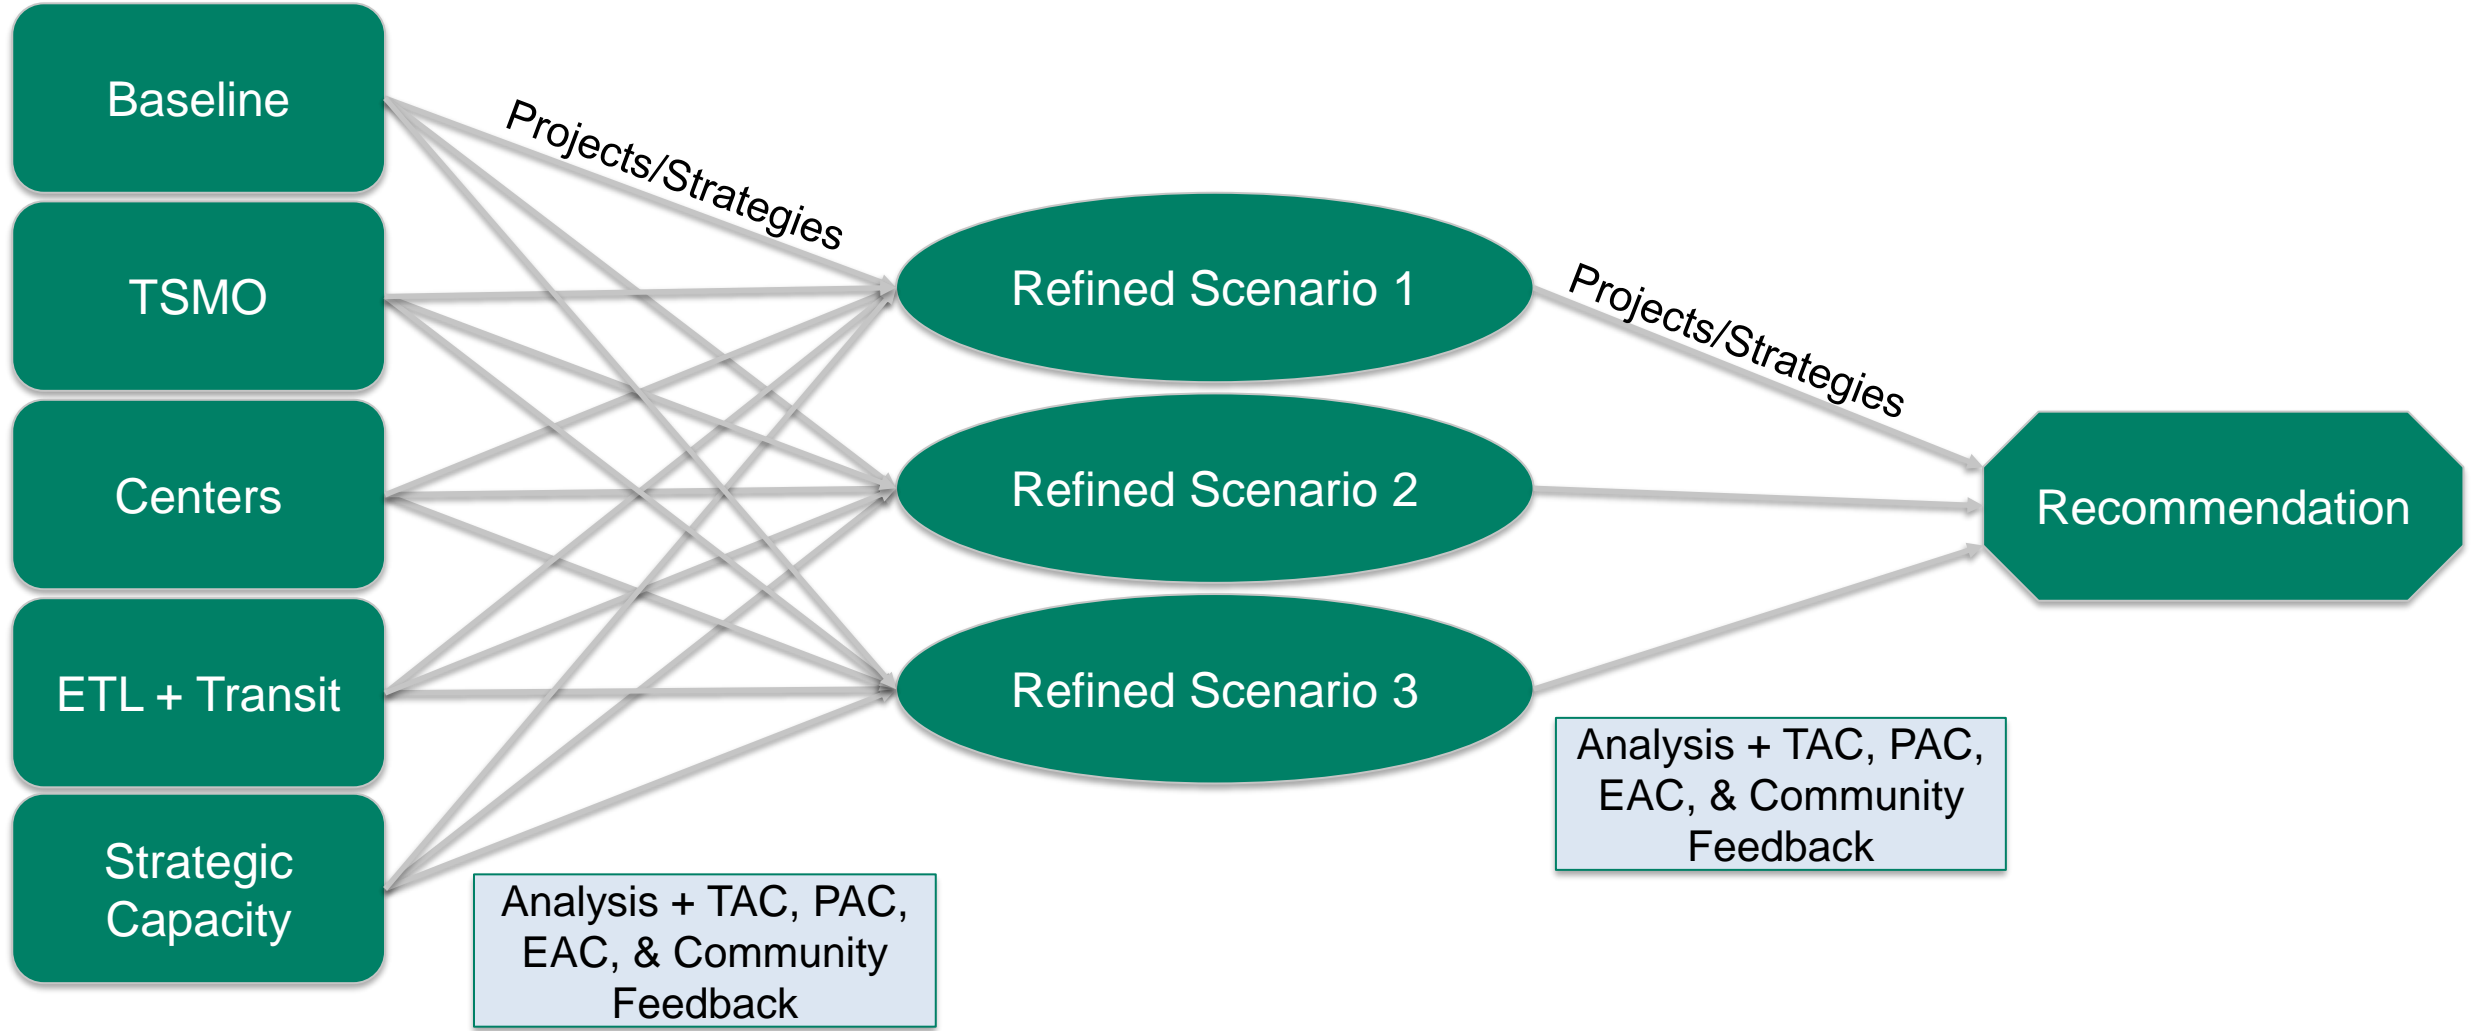 Baseline
TSMO
Centers
ETL + Transit
Strategic
Capacity
Projects/Strategies
Analysis + TAC, PAC,
EAC, & Community
Feedback
Refined Scenario 1
Refined Scenario 2
Refined Scenario 3
Projects/Strategies
Analysis + TAC, PAC,
EAC, & Community
Feedback
Recommendation